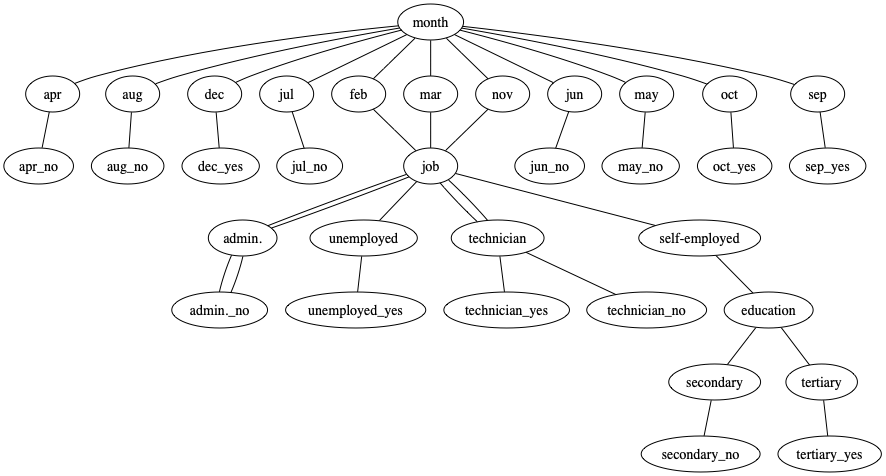 month
apr aug dec jul feb mar nov jun may oct sep
apr_no aug_no dec_yes jul_no job jun_no may_no oct_yes sep_yes
admin. unemployed technician self-employed
admin._no unemployed_yes technician_yes technician_no education
secondary tertiary
secondary_no tertiary_yes